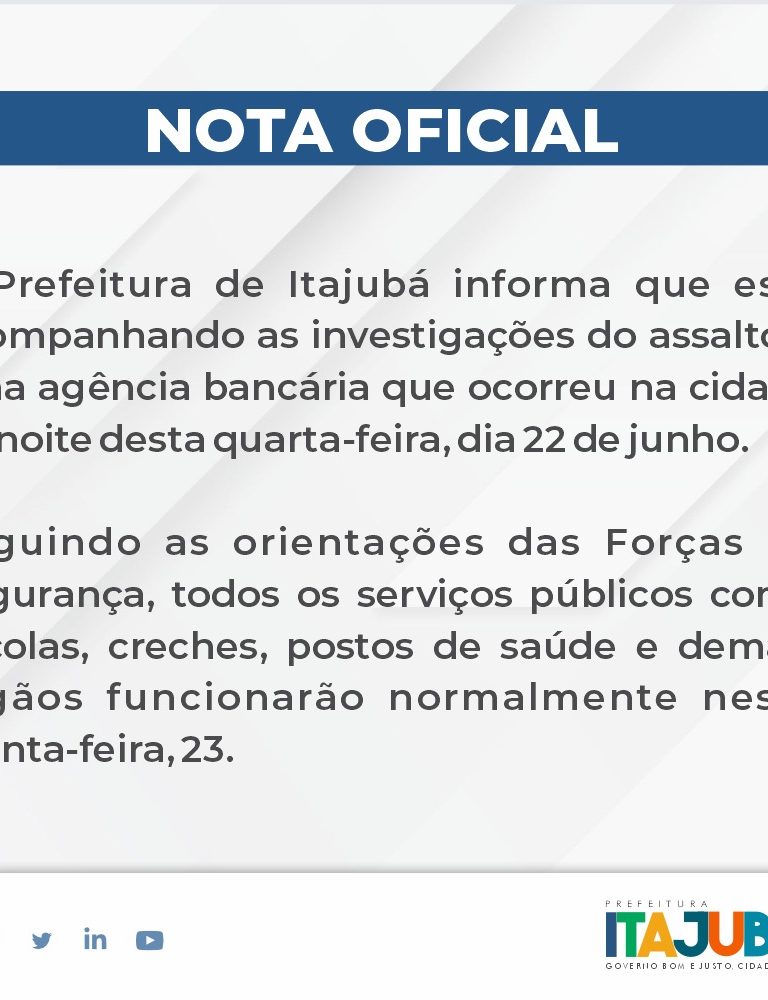 NOTA OFICIAL
Prefeitura de Itajubá informa que es
ompanhando as investigações do assalto
a agência bancária que ocorreu na cida
noite desta quarta-feira, dia 22 de junho.
guindo as orientações das Forças
gurança, todos os serviços públicos co
colas, creches, postos de saúde e dema
gãos funcionarão normalmente nes
nta-feira, 23.
PREFEITURA
ITAJUB
GOVERNO BOM E JUSTO, CIDAD